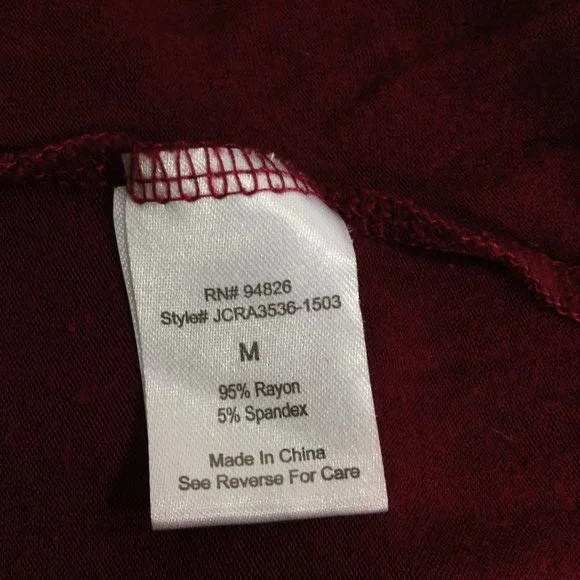 RN# 94826
Style# JCRA3536-1503
M
95% Rayon
5% Spandex
Made In China
See Reverse For Care